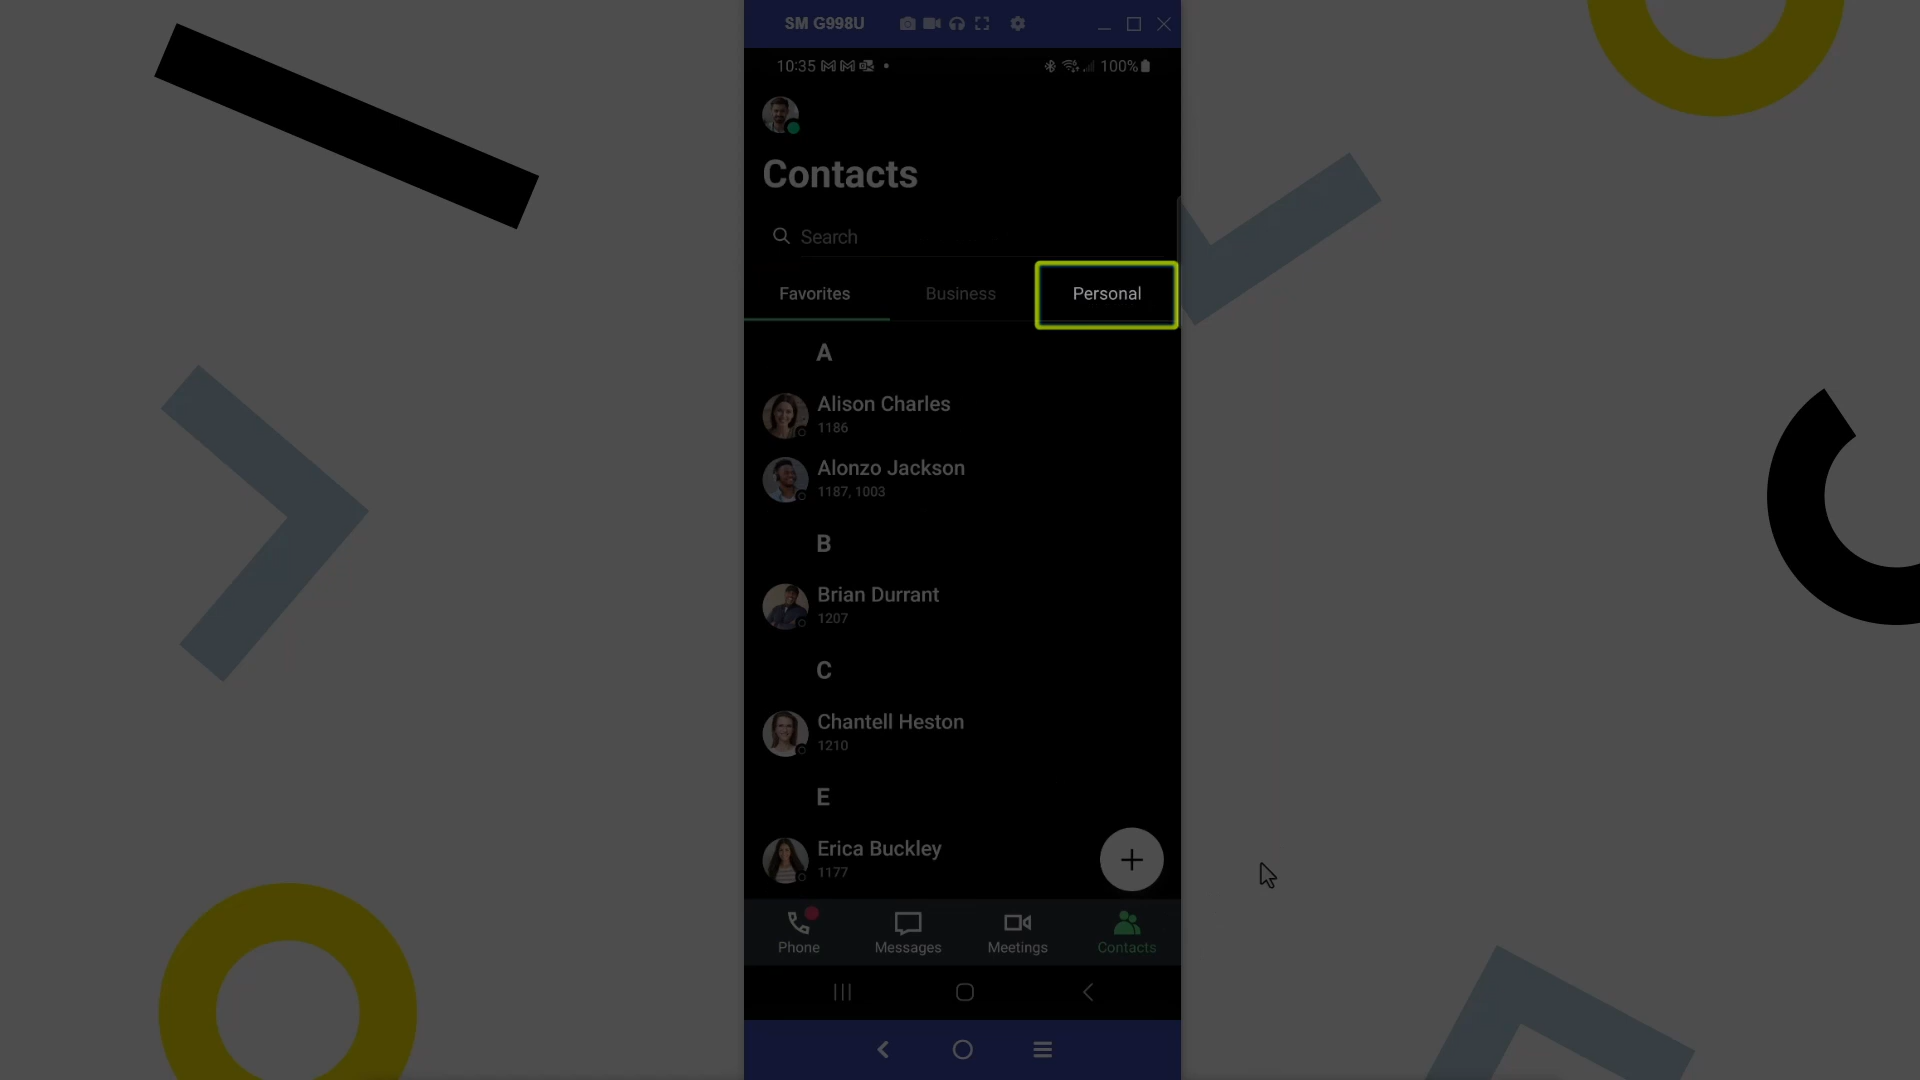 SM G998U
10:35
100%
Contacts
Search
Favorites
Business
Personal
A
Alison Charles
1186
Alonzo Jackson
1187, 1003
B
Brian Durrant
1207
C
Chantell Heston
1210
E
Erica Buckley
1177
Phone
Messages
Meetings
Contacts